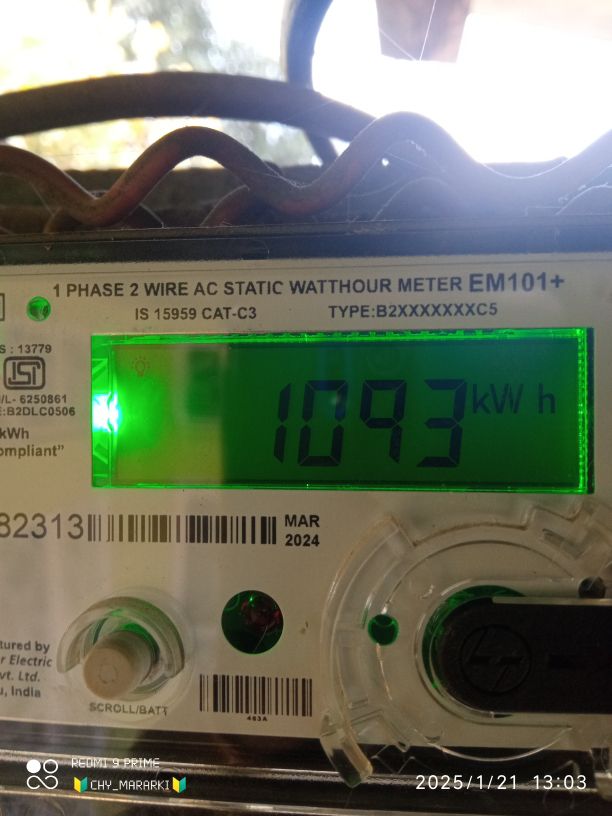 1 PHASE 2 WIRE AC STATIC WATTHOUR METER EM101+
IS 15959 CAT-C3 TYPE:B2XXXXXXXC5
S : 13779
/L- 6250861
E:B2DLC0506
kWh
ompliant"
1093 kWh
82313
MAR
2024
tured by
r Electric
vt. Ltd.
u, India
SCROLL/BATT
463A
REDMI 9 PRIME
CHY_MARARKI
2025/1/21 13:03